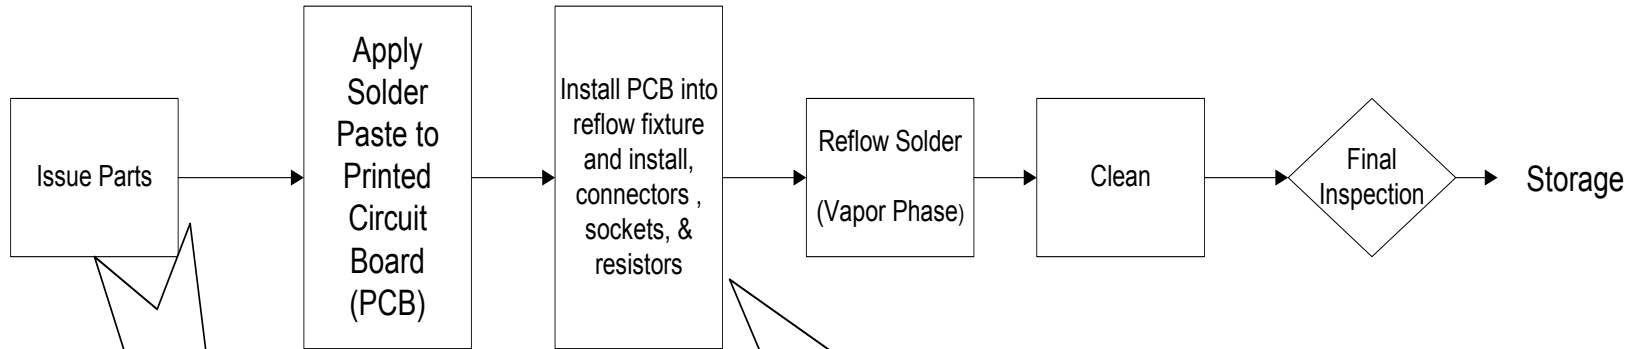 Issue Parts
Apply
Solder
Paste to
Printed
Circuit
Board
(PCB)
Install PCB into
reflow fixture
and install,
connectors ,
sockets, &
resistors
Reflow Solder
(Vapor Phase)
Clean
Final
Inspection
Storage